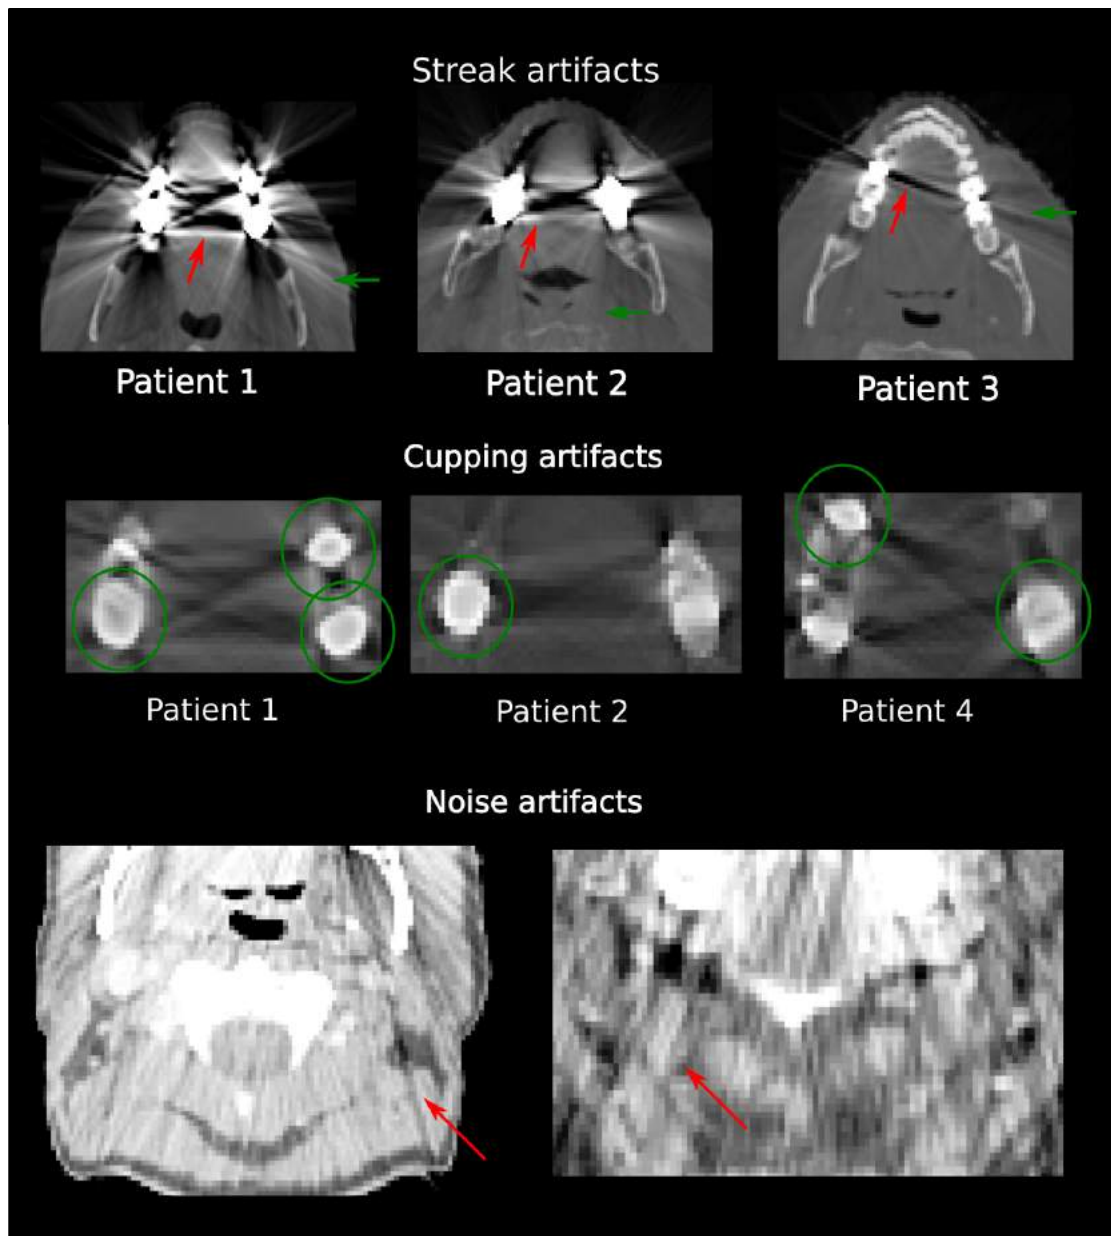 Streak artifacts
Patient 1
Patient 2
Patient 3
Cupping artifacts
Patient 1
Patient 2
Patient 4
Noise artifacts